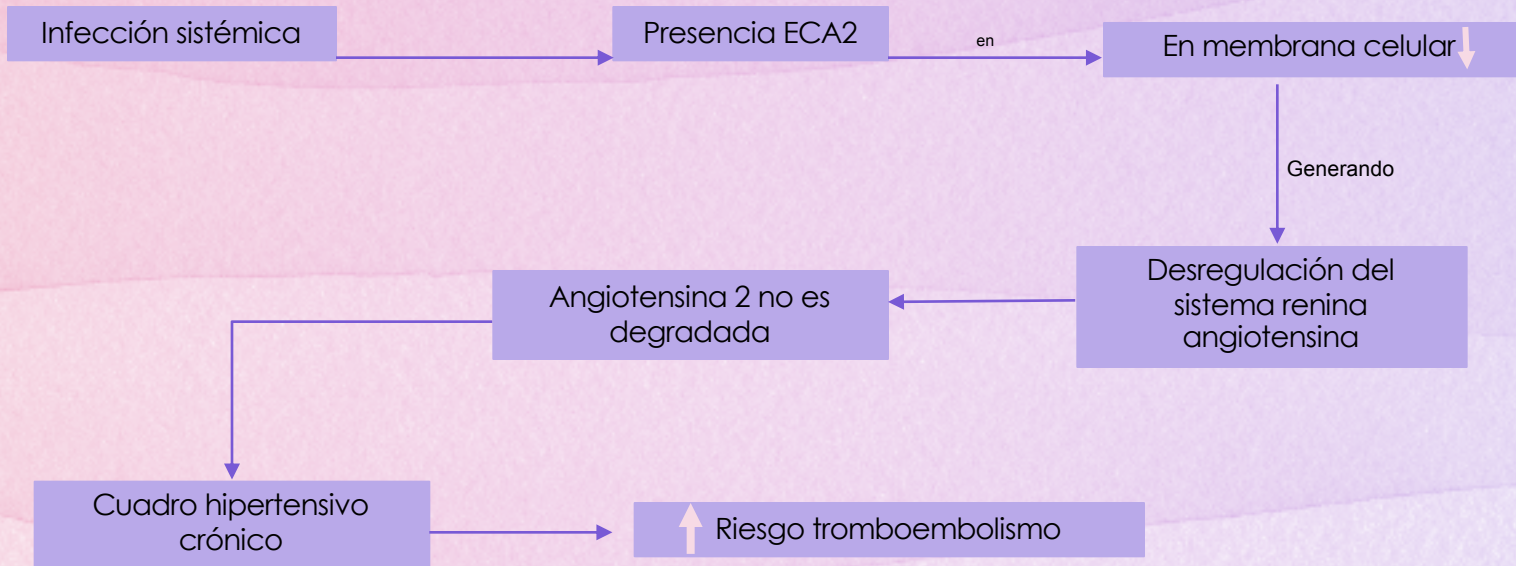 Infección sistémica
Presencia ECA2
en
En membrana celular
Generando
Desregulación del
sistema renina
angiotensina
Angiotensina 2 no es
degradada
Cuadro hipertensivo
crónico
Riesgo tromboembolismo